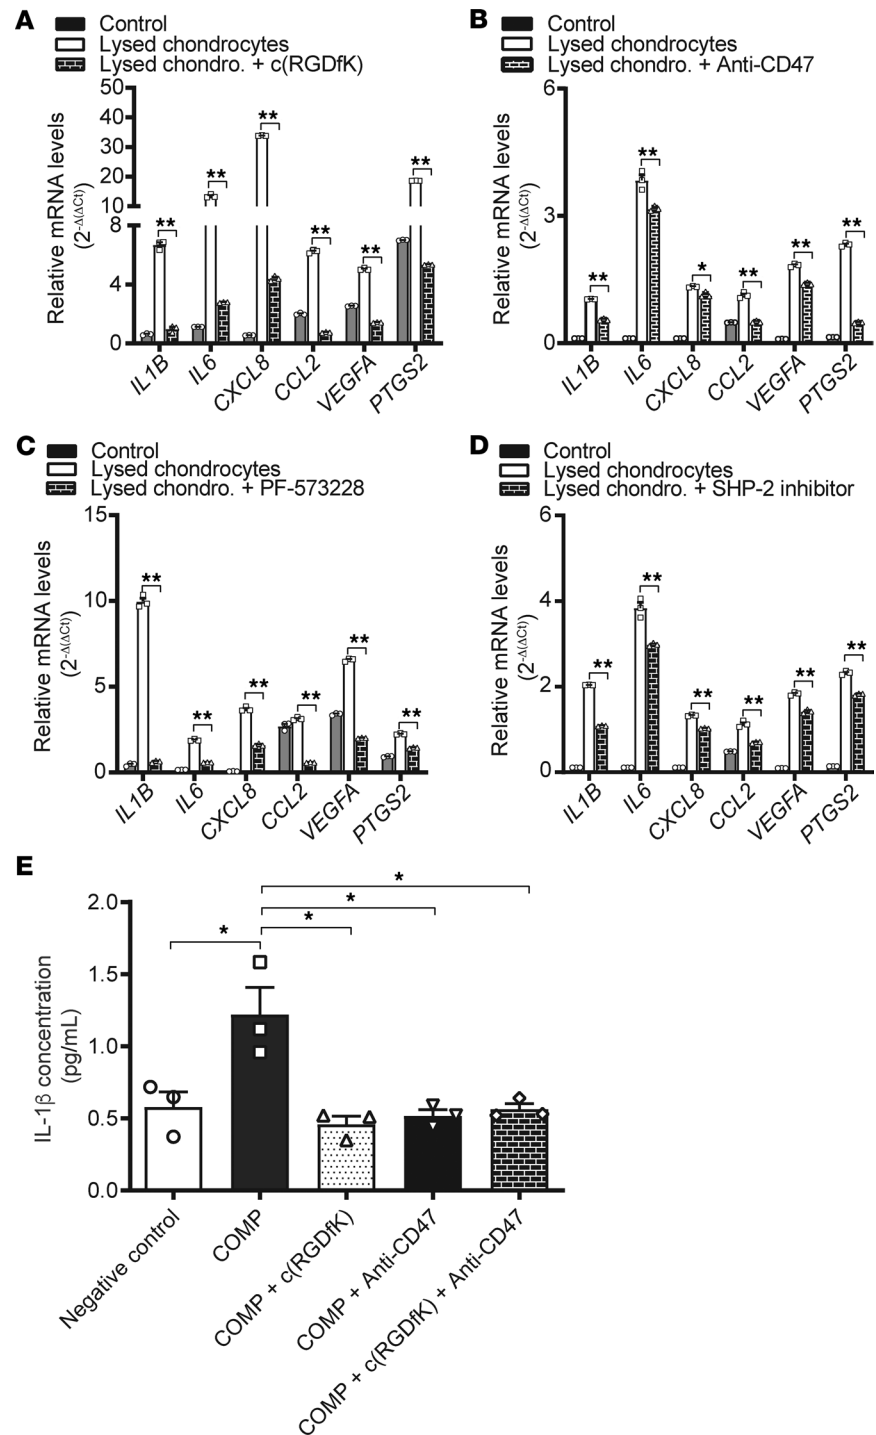 A
Control
Lysed chondrocytes
Lysed chondro. + c(RGDfK)
Relative mRNA levels
(2-Δ(ΔCt))
50
40
30
20
10
8
4
0
**
**
**
**
**
**
IL1B
IL6
CXCL8
CCL2
VEGFA
PTGS2
B
Control
Lysed chondrocytes
Lysed chondro. + Anti-CD47
Relative mRNA levels
(2-Δ(ΔCt))
6
3
0
**
**
*
**
**
**
IL1B
IL6
CXCL8
CCL2
VEGFA
PTGS2
C
Control
Lysed chondrocytes
Lysed chondro. + PF-573228
Relative mRNA levels
(2-Δ(ΔCt))
15
10
5
0
**
**
**
**
**
**
IL1B
IL6
CXCL8
CCL2
VEGFA
PTGS2
D
Control
Lysed chondrocytes
Lysed chondro. + SHP-2 inhibitor
Relative mRNA levels
(2-Δ(ΔCt))
6
4
2
0
**
**
**
**
**
**
IL1B
IL6
CXCL8
CCL2
VEGFA
PTGS2
E
IL-1β concentration
(pg/mL)
2.0
1.5
1.0
0.5
0.0
*
*
*
*
Negative control
COMP
COMP + c(RGDfK)
COMP + Anti-CD47
COMP + c(RGDfK) + Anti-CD47